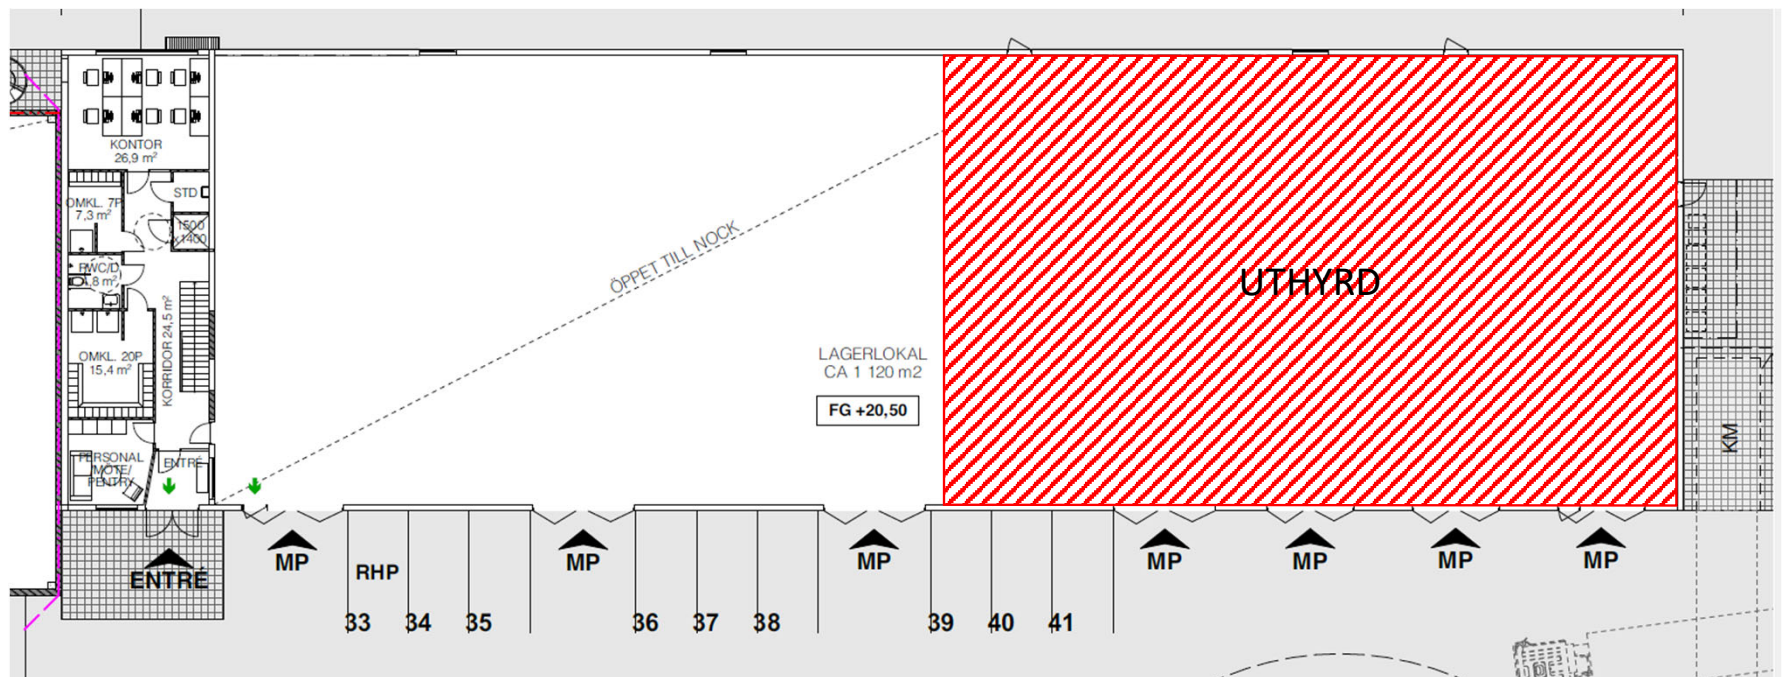 KONTOR
26,9 m²
STD
OMKL. 7P
7,3 m²
1500
x1400
RWC/D
,8 m²
KORRIDOR 24,5 m²
OMKL. 20P
15,4 m²
PERSONAL
/MÖTE/
PENTRY
ENTRÉ
ÖPPET TILL NOCK
LAGERLOKAL
CA 1 120 m2
FG +20,50
UTHYRD
KM
ENTRÉ
MP
MP
MP
MP
MP
MP
MP
RHP
33 34 35 36 37 38 39 40 41